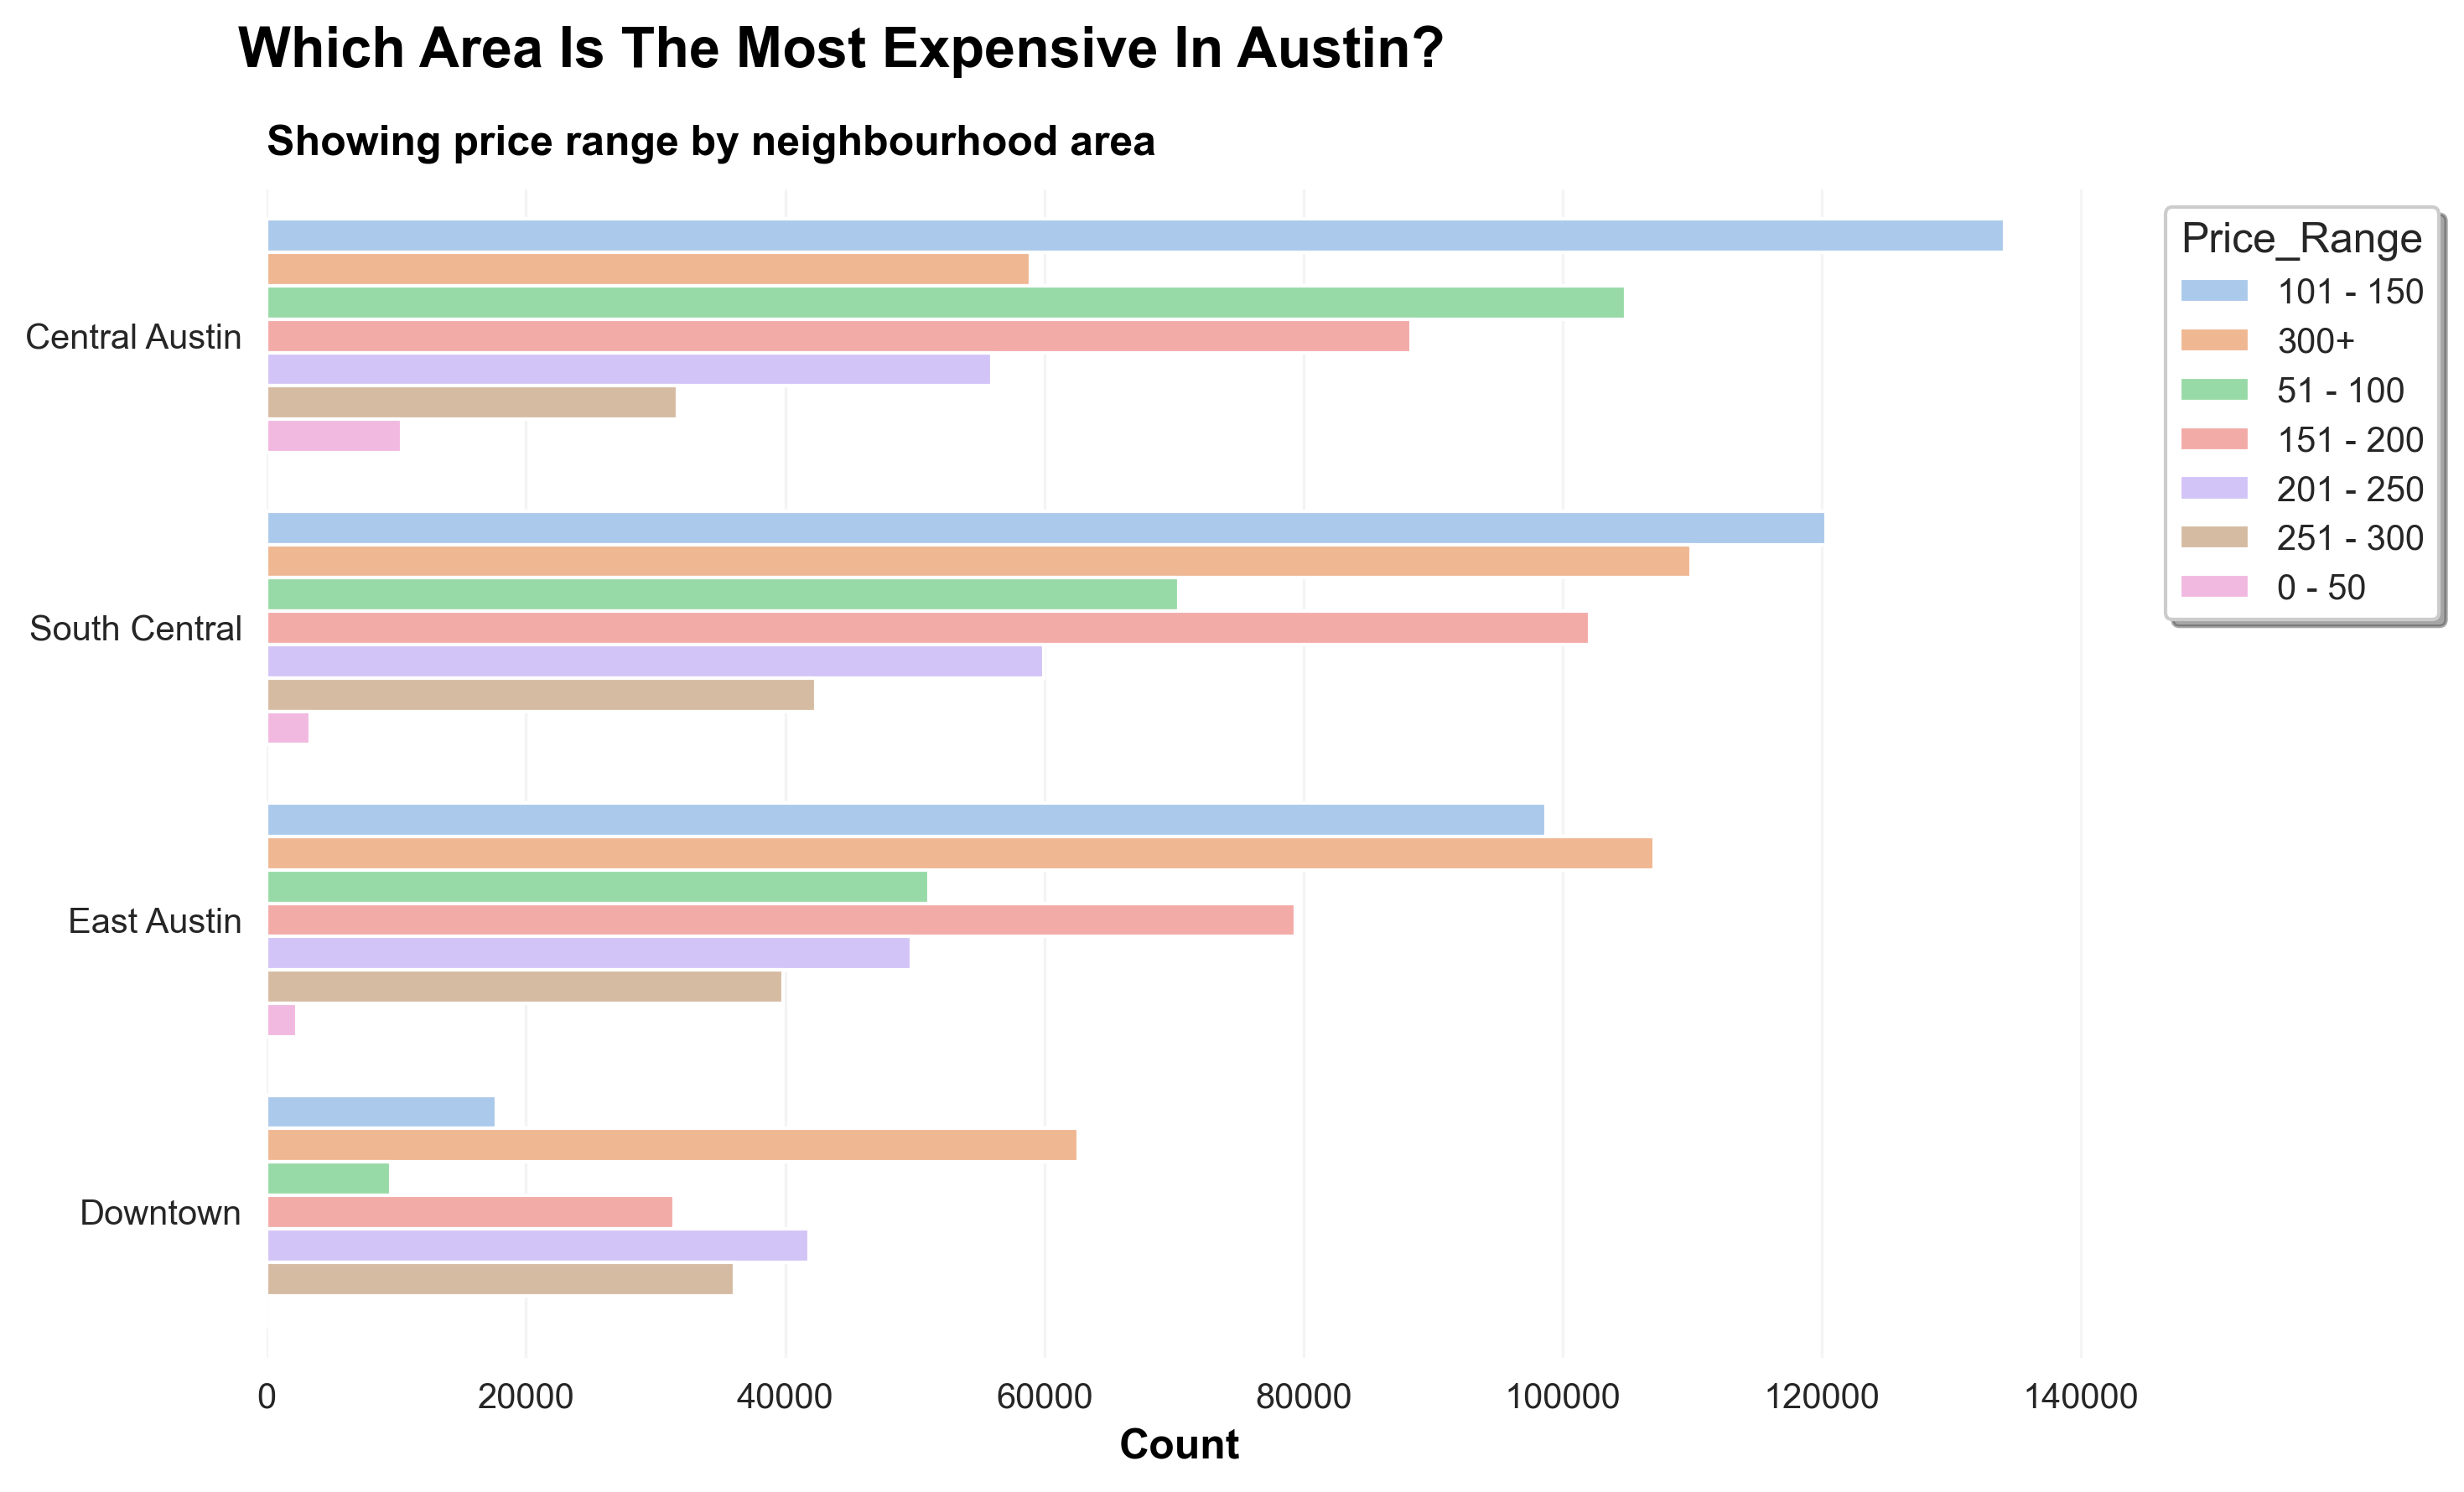 Which Area Is The Most Expensive In Austin?
Showing price range by neighbourhood area
Price_Range
101 - 150
300+
51 - 100
151 - 200
201 - 250
251 - 300
0 - 50
Central Austin
South Central
East Austin
Downtown
0 20000 40000 60000 80000 100000 120000 140000
Count